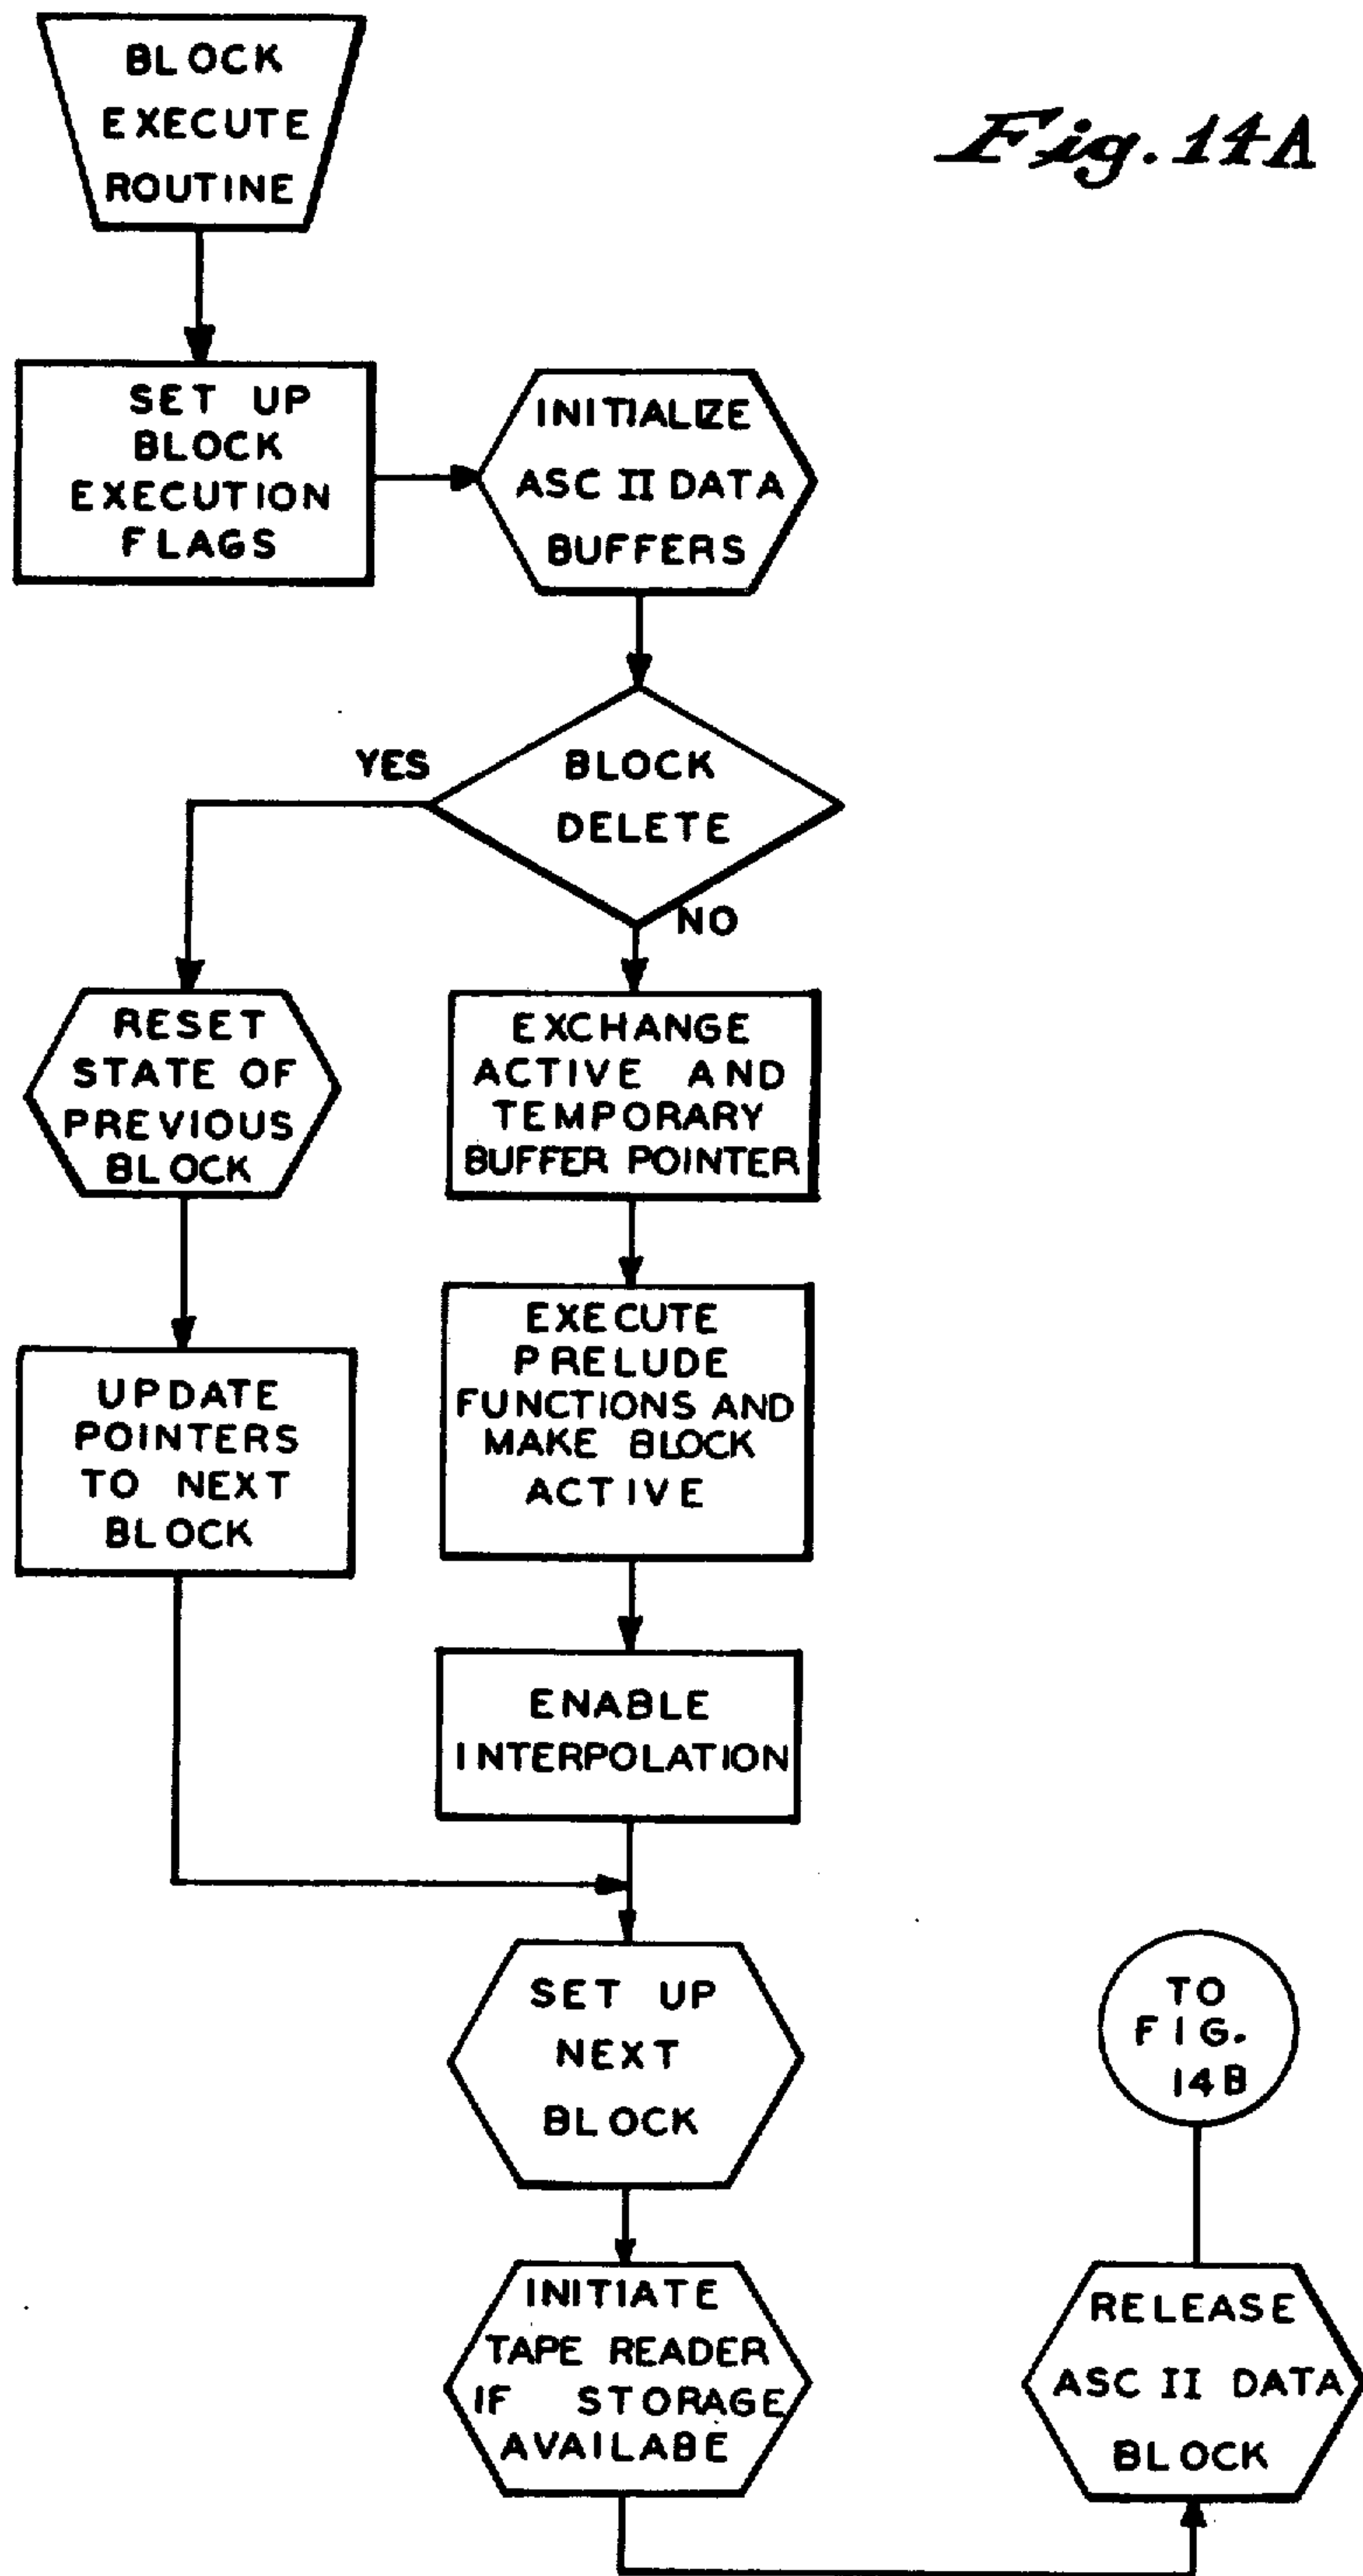 BLOCK
EXECUTE
ROUTINE
Fig. 14A
SET UP
BLOCK
EXECUTION
FLAGS
INITIALIZE
ASC II DATA
BUFFERS
BLOCK
DELETE
YES
NO
RESET
STATE OF
PREVIOUS
BLOCK
UPDATE
POINTERS
TO NEXT
BLOCK
EXCHANGE
ACTIVE AND
TEMPORARY
BUFFER POINTER
EXECUTE
PRELUDE
FUNCTIONS AND
MAKE BLOCK
ACTIVE
ENABLE
INTERPOLATION
SET UP
NEXT
BLOCK
INITIATE
TAPE READER
IF STORAGE
AVAILABE
RELEASE
ASC II DATA
BLOCK
TO
FIG.
14B